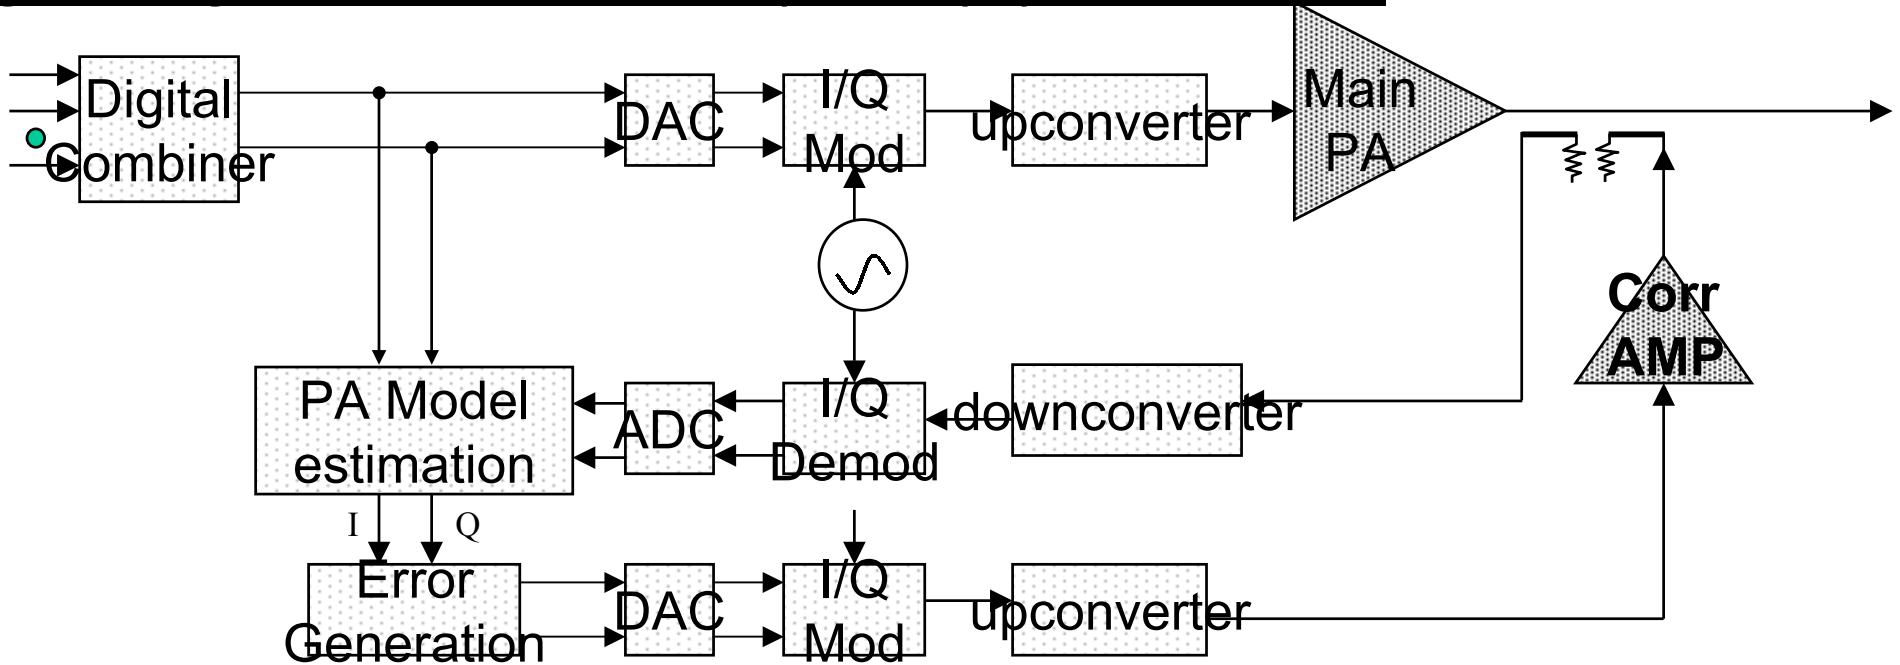 Digital
Combiner
DAC
I/Q
Mod
upconverter
Main
PA
Corr
AMP
PA Model
estimation
ADC
I/Q
Demod
downconverter
I
Q
Error
Generation
DAC
I/Q
Mod
upconverter